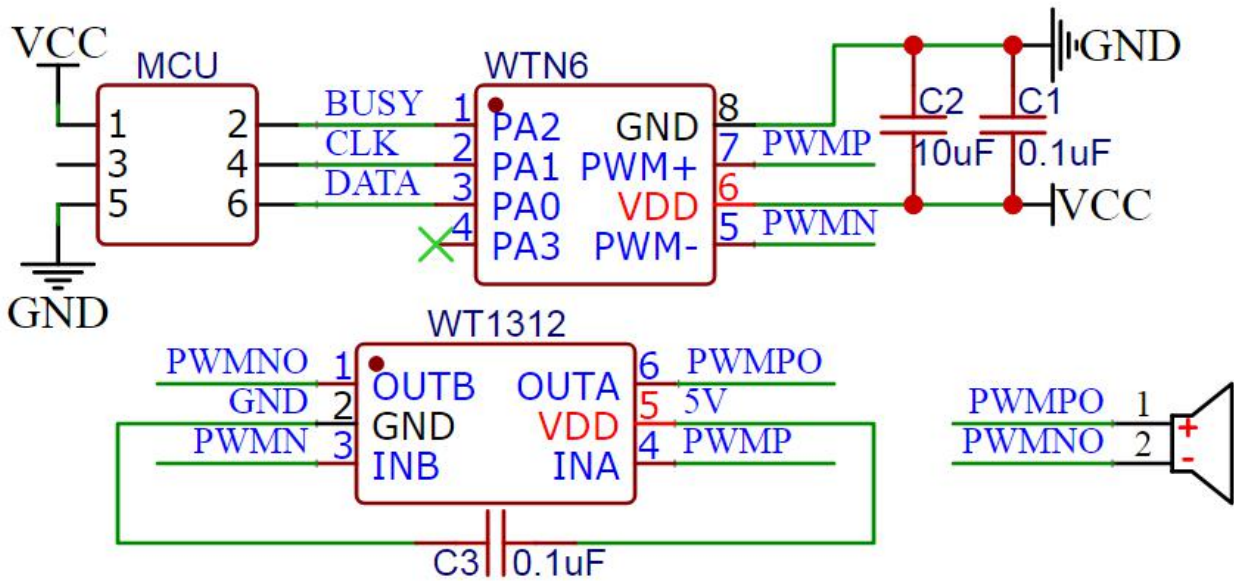 VCC
MCU
1
3
5
2
4
6
GND
BUSY
CLK
DATA
WTN6
1
2
3
4
PA2
PA1
PA0
PA3
GND
PWM+
VDD
PWM-
8
7
6
5
PWMP
PWMN
C2
10uF
C1
0.1uF
GND
VCC
WT1312
PWMNO
GND
PWMN
1
2
3
OUTB
GND
INB
OUTA
VDD
INA
6
5
4
PWMPO
5V
PWMP
C3
0.1uF
PWMPO
PWMNO
1
2
+
-